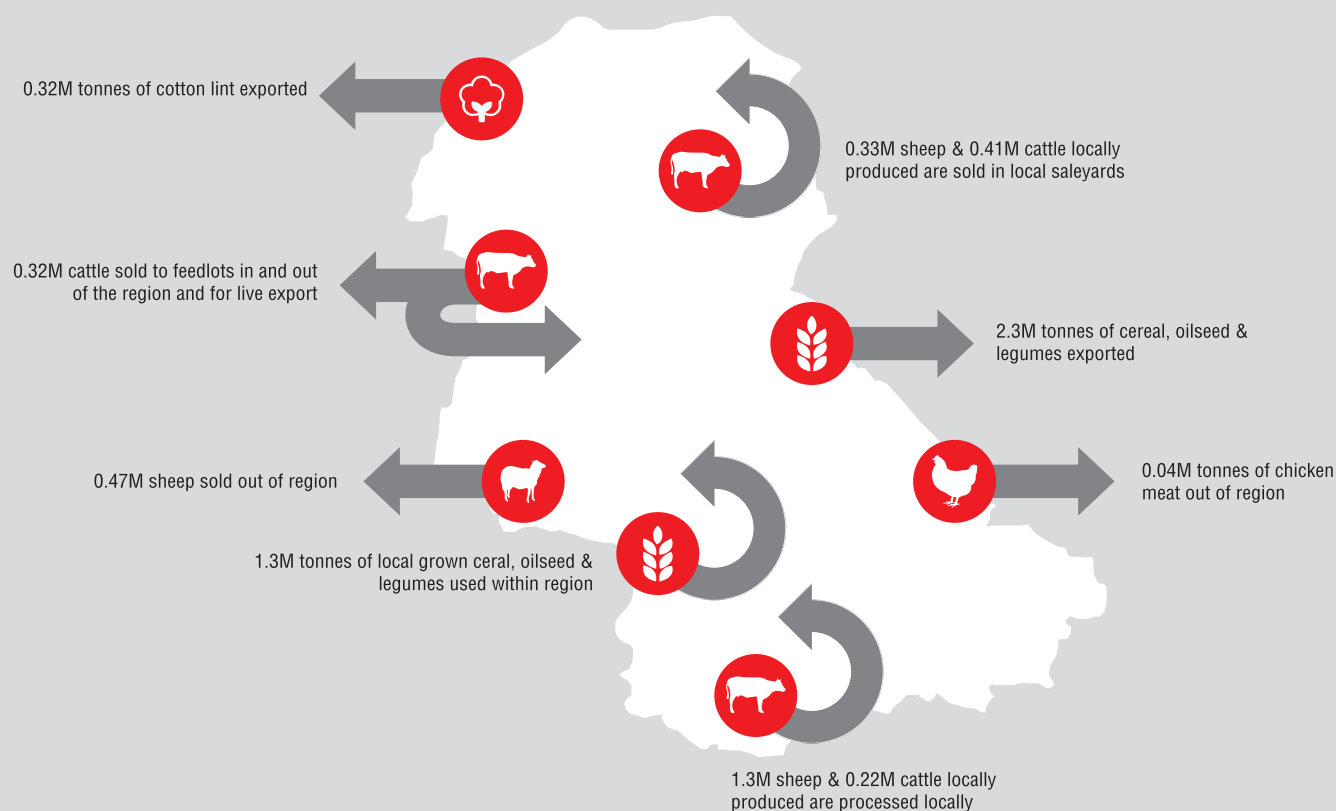 0.32M tonnes of cotton lint exported
0.33M sheep & 0.41M cattle locally
produced are sold in local saleyards
0.32M cattle sold to feedlots in and out
of the region and for live export
2.3M tonnes of cereal, oilseed &
legumes exported
0.47M sheep sold out of region
0.04M tonnes of chicken
meat out of region
1.3M tonnes of local grown ceral, oilseed &
legumes used within region
1.3M sheep & 0.22M cattle locally
produced are processed locally